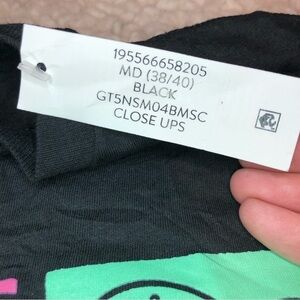 195566658205
MD (38/40)
BLACK
GT5NSM04BMSC
CLOSE UPS